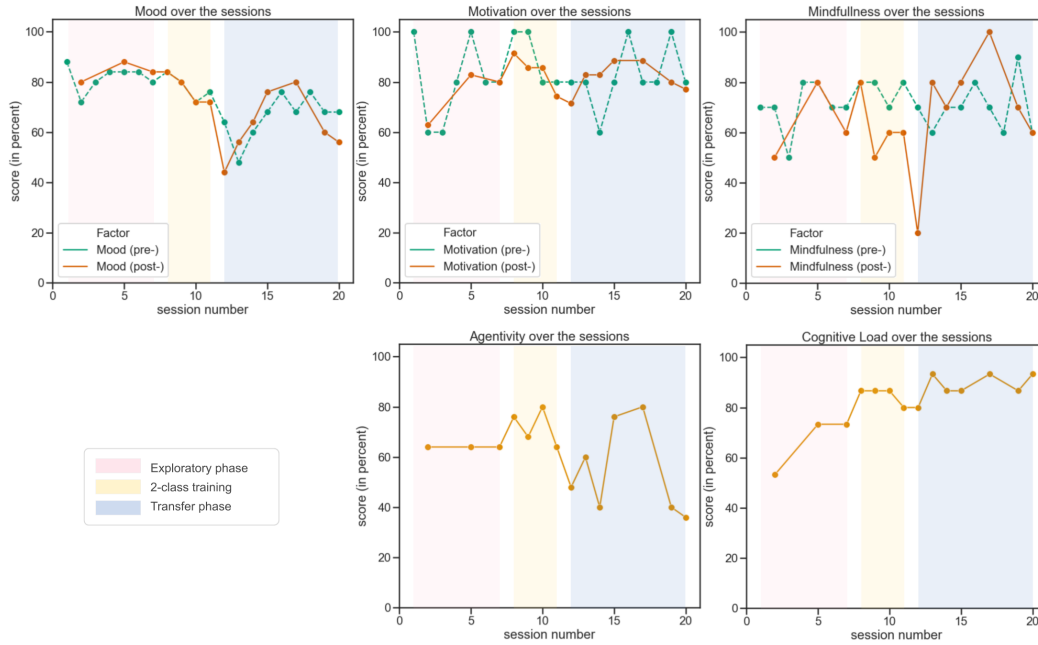 Mood over the sessions
100
80
60
40
20
0
score (in percent)
Factor
Mood (pre-)
Mood (post-)
0 5 10 15 20
session number
Motivation over the sessions
100
80
60
40
20
0
score (in percent)
Factor
Motivation (pre-)
Motivation (post-)
0 5 10 15 20
session number
Mindfullness over the sessions
100
80
60
40
20
0
score (in percent)
Factor
Mindfulness (pre-)
Mindfulness (post-)
0 5 10 15 20
session number
Exploratory phase
2-class training
Transfer phase
Agentivity over the sessions
100
80
60
40
20
0
score (in percent)
0 5 10 15 20
session number
Cognitive Load over the sessions
100
80
60
40
20
0
score (in percent)
0 5 10 15 20
session number